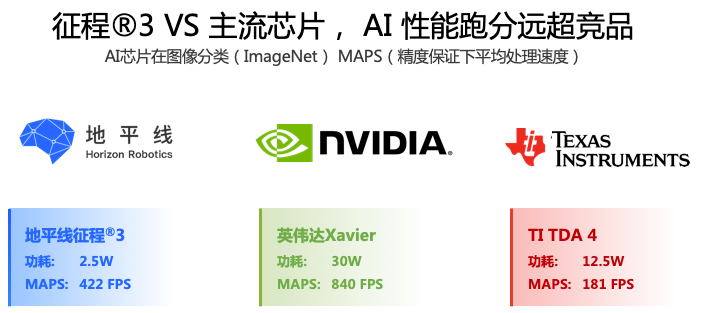 征程®3 VS 主流芯片， AI 性能跑分远超竞品
AI芯片在图像分类（ImageNet） MAPS（精度保证下平均处理速度）
地平线
Horizon Robotics
NVIDIA®
TEXAS
INSTRUMENTS
地平线征程®3
功耗: 2.5W
MAPS: 422 FPS
英伟达Xavier
功耗: 30W
MAPS: 840 FPS
TI TDA 4
功耗: 12.5W
MAPS: 181 FPS